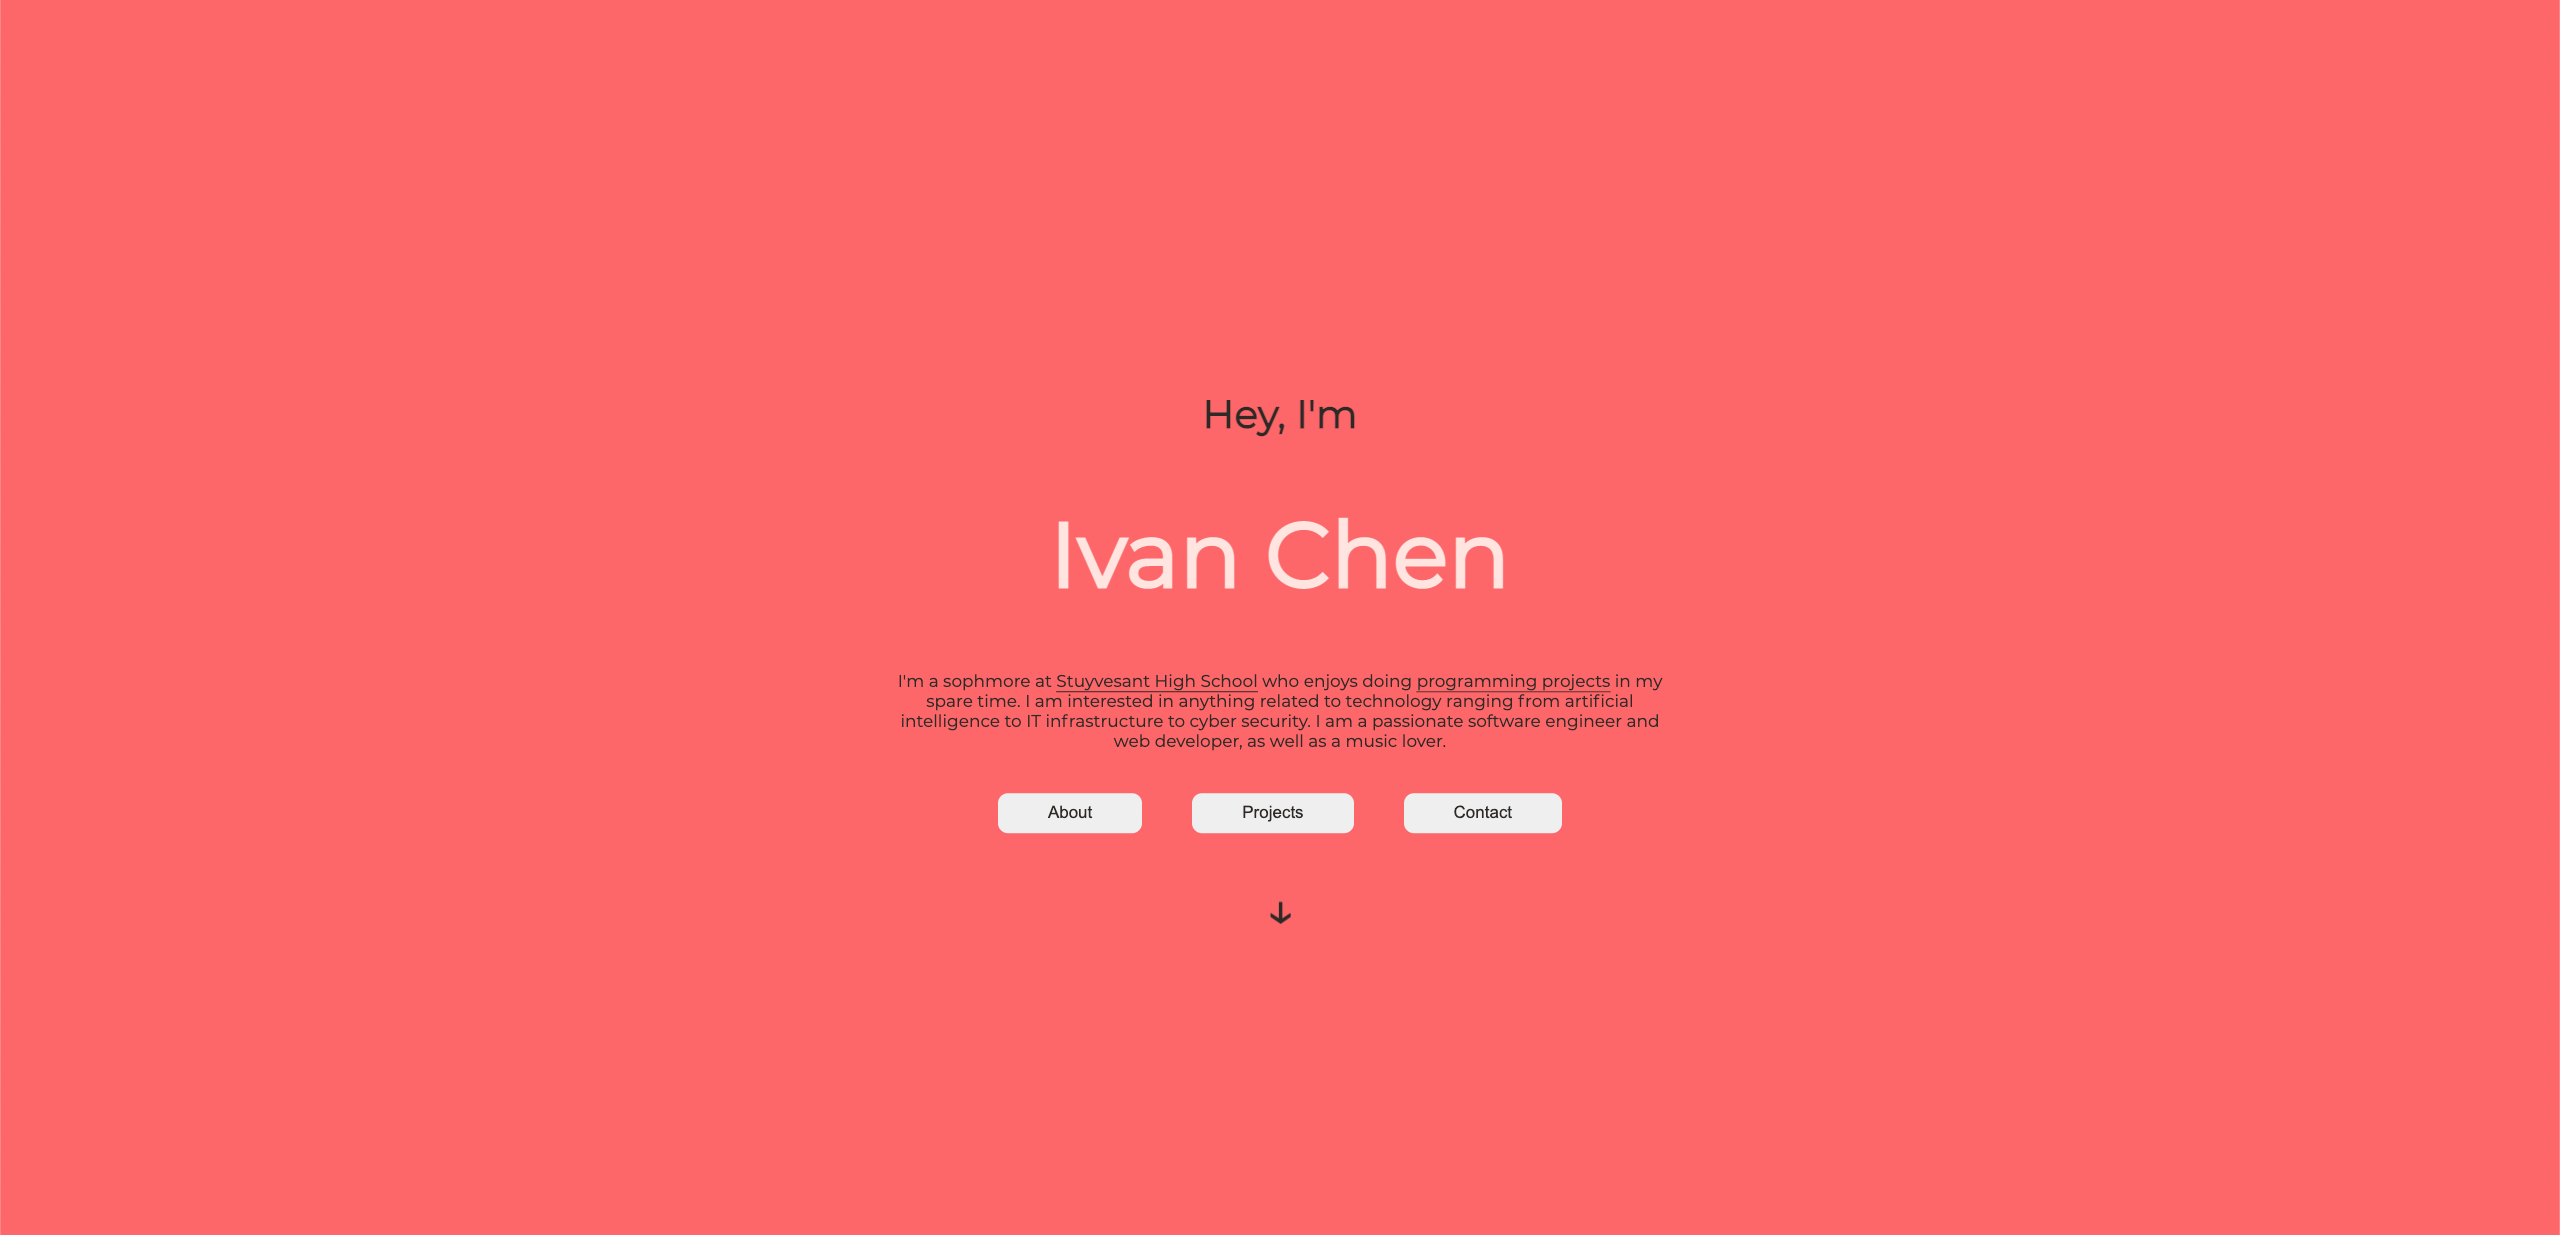 Hey, I'm
Ivan Chen
I'm a sophmore at Stuyvesant High School who enjoys doing programming projects in my
spare time. I am interested in anything related to technology ranging from artificial
intelligence to IT infrastructure to cyber security. I am a passionate software engineer and
web developer, as well as a music lover.
About Projects Contact